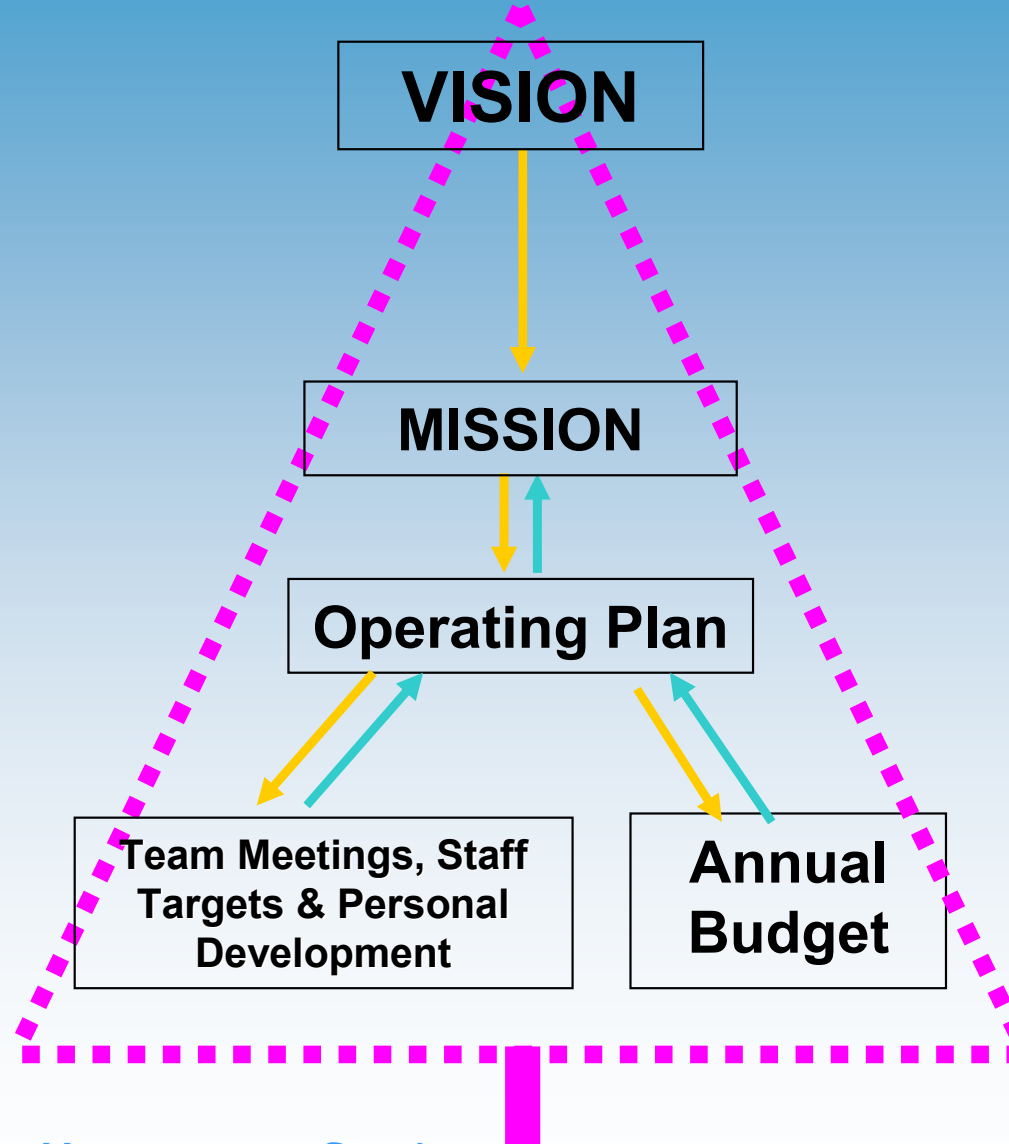 VISION
MISSION
Operating Plan
Team Meetings, Staff
Targets & Personal
Development
Annual
Budget